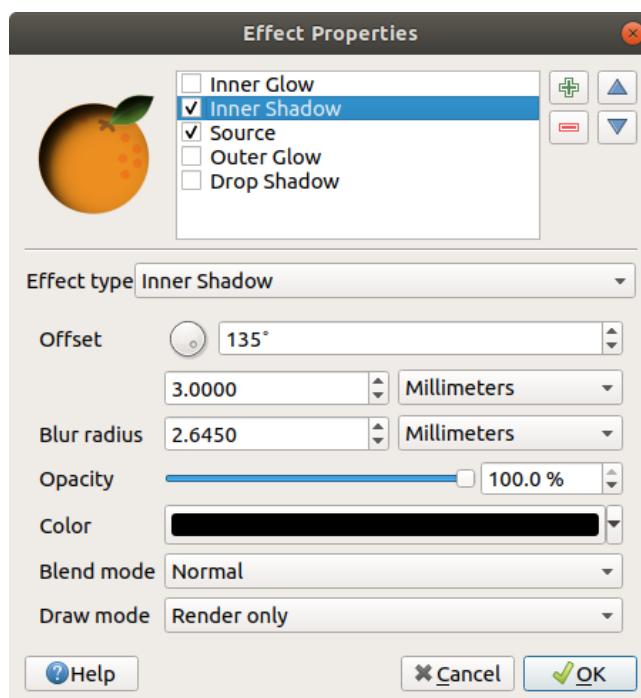 Effect Properties
Inner Glow
Inner Shadow
Source
Outer Glow
Drop Shadow
Effect type Inner Shadow
Offset 135˚
3.0000 Millimeters
Blur radius 2.6450 Millimeters
Opacity 100.0 %
Color
Blend mode Normal
Draw mode Render only
Help Cancel OK